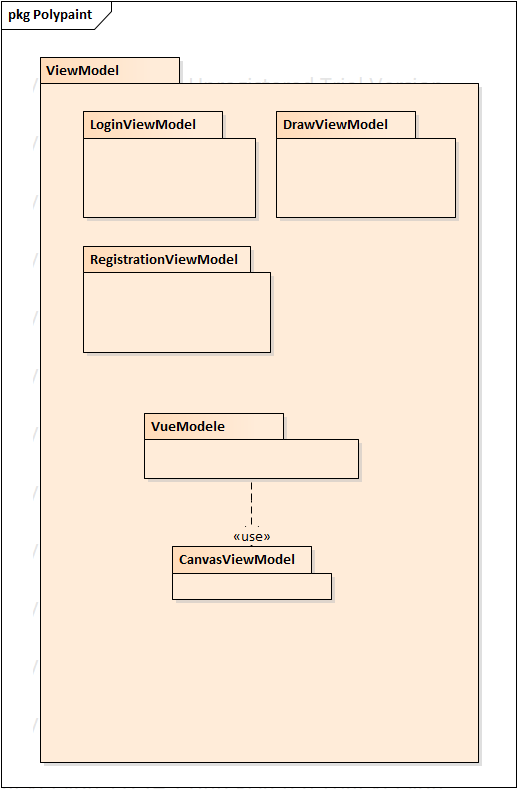 pkg Polypaint
ViewModel
LoginViewModel
DrawViewModel
RegistrationViewModel
VueModele
«use»
CanvasViewModel